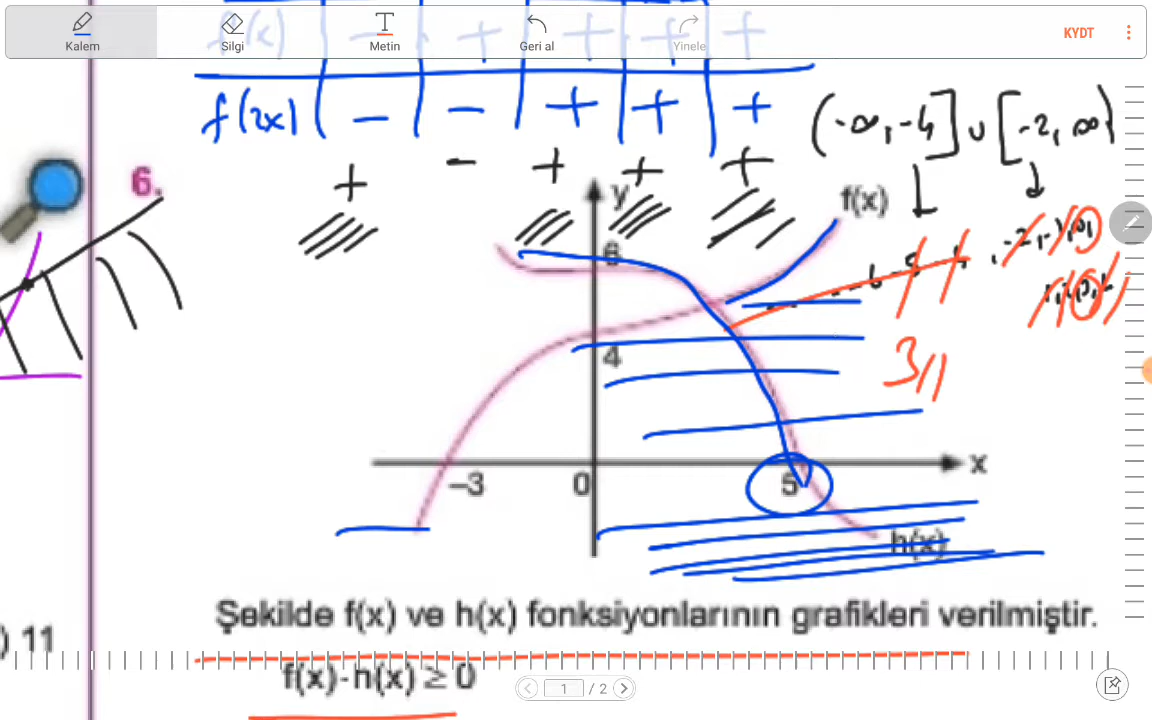 Kalem Silgi Metin Geri al Yinele KYDT
f(x) - + + + +
f(2x) - - + + +
(-∞,-4] ∪ [-2,∞)
+ - + + +
6.
y
f(x)
6
4
3//
-3 0 5 x
h(x)
Şekilde f(x) ve h(x) fonksiyonlarının grafikleri verilmiştir.
) 11
f(x)·h(x) ≥ 0
1 / 2